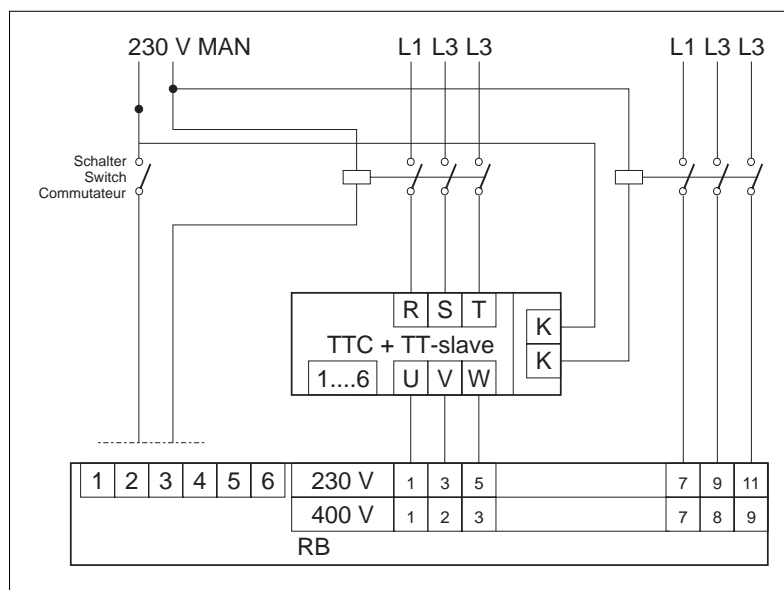 230 V MAN L1 L3 L3 L1 L3 L3
Schalter
Switch
Commutateur
R S T
K
TTC + TT-slave
K
1....6 U V W
1 2 3 4 5 6 230 V 1 3 5 7 9 11
400 V 1 2 3 7 8 9
RB